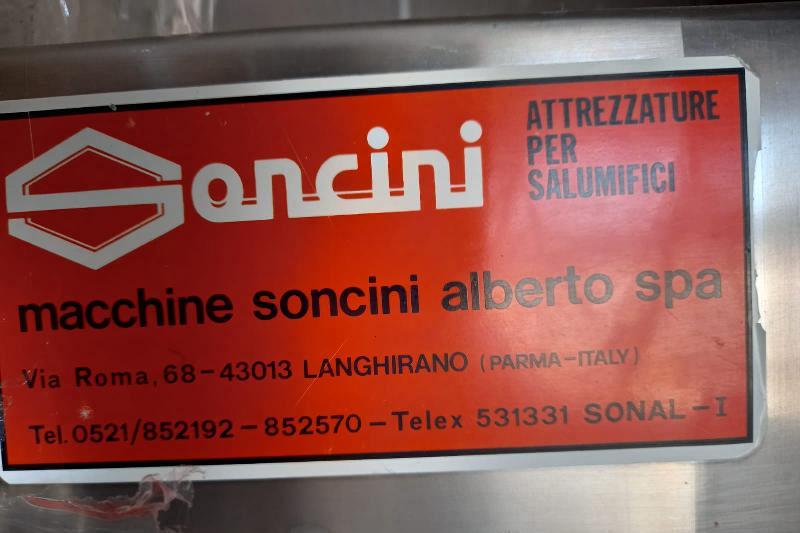 Soncini
ATTREZZATURE
PER
SALUMIFICI
macchine soncini alberto spa
Via Roma, 68-43013 LANGHIRANO (PARMA-ITALY)
Tel. 0521/852192-852570-Telex 531331 SONAL-I